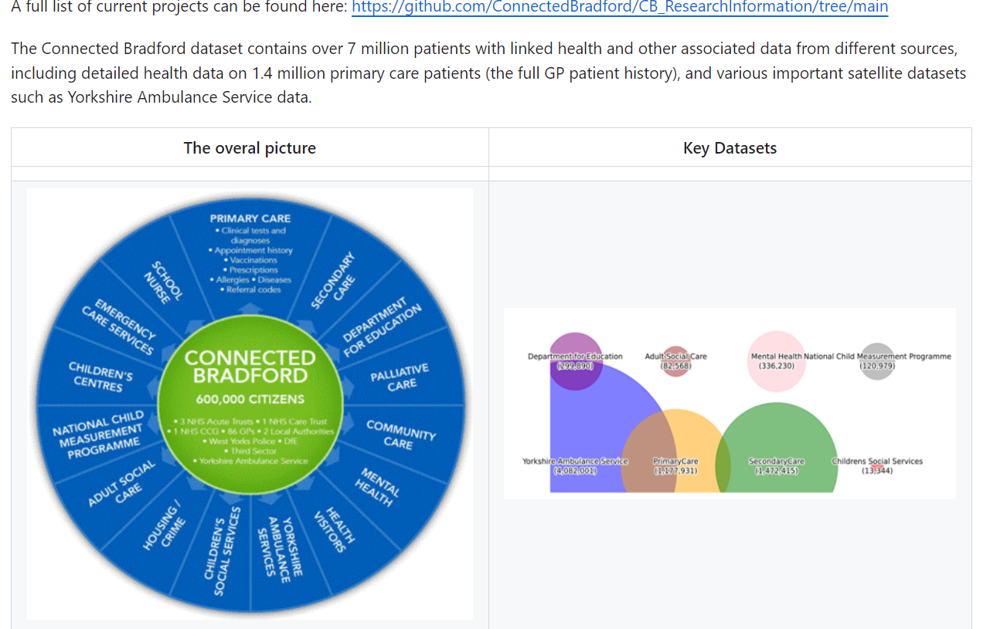 A full list of current projects can be found here: https://github.com/ConnectedBradford/CB_ResearchInformation/tree/main
The Connected Bradford dataset contains over 7 million patients with linked health and other associated data from different sources,
including detailed health data on 1.4 million primary care patients (the full GP patient history), and various important satellite datasets
such as Yorkshire Ambulance Service data.
The overal picture
Key Datasets
PRIMARY CARE
• Clinical tests and
diagnoses
• Appointment history
• Vaccinations
• Prescriptions
• Allergies • Diseases
• Referral codes
SECONDARY
CARE
DEPARTMENT
FOR EDUCATION
PALLIATIVE
CARE
COMMUNITY
CARE
MENTAL
HEALTH
HEALTH
VISITORS
YORKSHIRE
AMBULANCE
SERVICES
CHILDREN'S
SOCIAL SERVICES
HOUSING /
CRIME
ADULT SOCIAL
CARE
NATIONAL CHILD
MEASUREMENT
PROGRAMME
CHILDREN'S
CENTRES
EMERGENCY
CARE SERVICES
SCHOOL
NURSE
CONNECTED
BRADFORD
600,000 CITIZENS
• 3 NHS Acute Trusts • 1 NHS Care Trust
• 1 NHS CCG • 86 GPs • 2 Local Authorities
• West Yorks Police • DfE
• Third Sector
• Yorkshire Ambulance Service
Department for Education
(299,890)
Adult Social Care
(82,568)
Mental Health
(336,230)
National Child Measurement Programme
(120,979)
Yorkshire Ambulance Service
(4,082,001)
PrimaryCare
(1,177,931)
SecondaryCare
(1,472,415)
Childrens Social Services
(13,344)